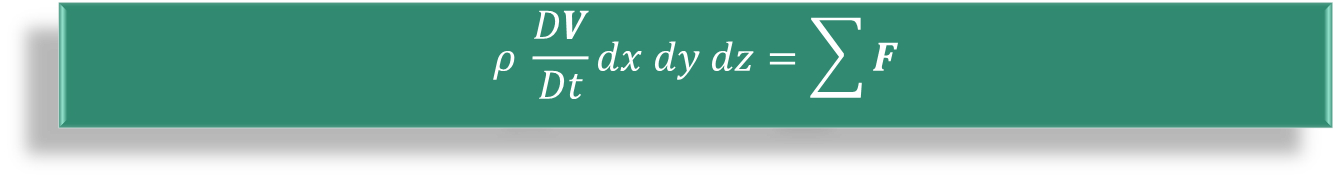 ρ D𝑽/Dt dx dy dz = ∑ 𝑭